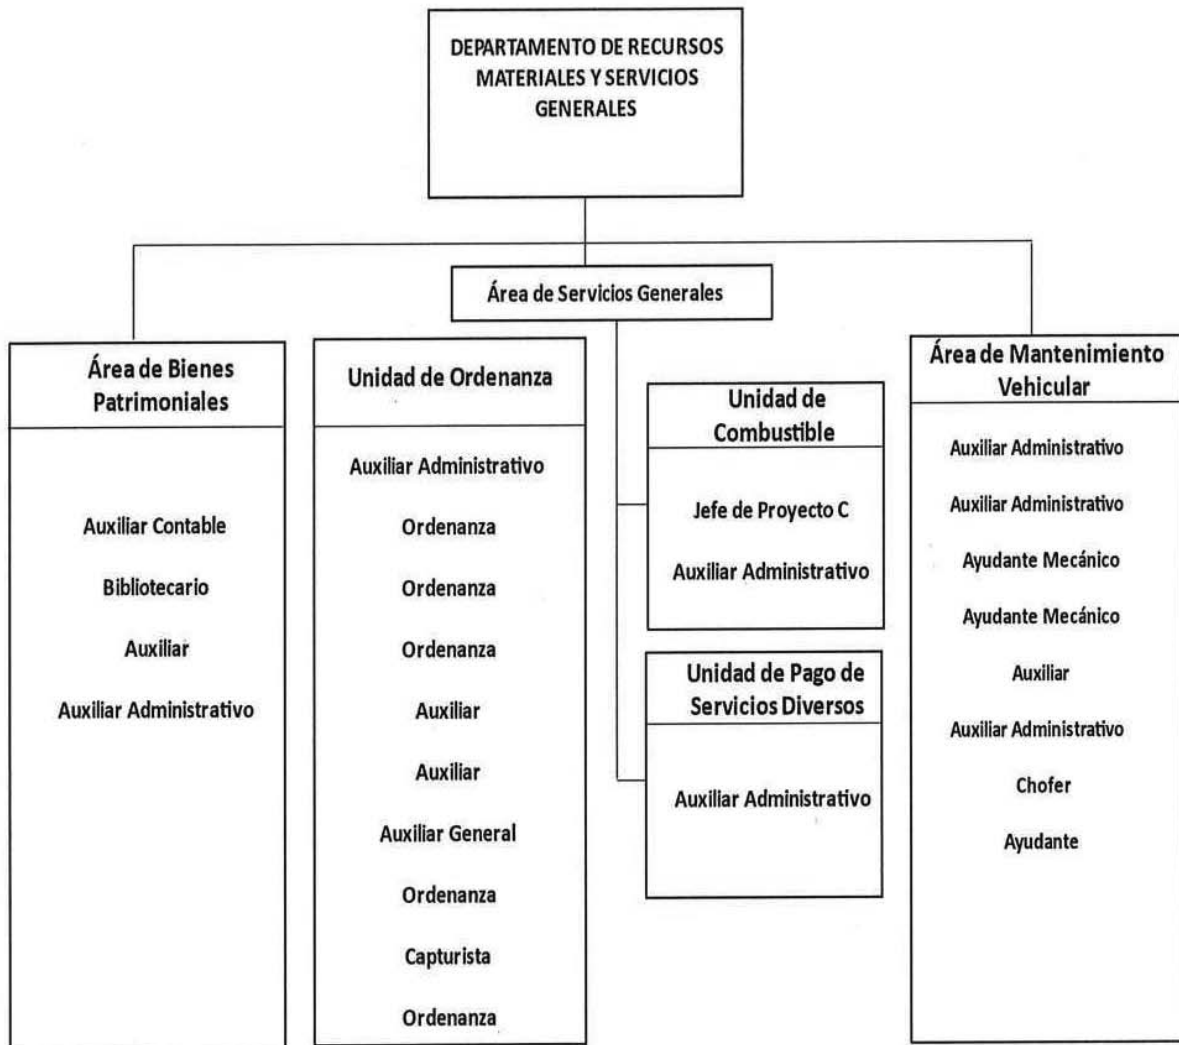 DEPARTAMENTO DE RECURSOS
MATERIALES Y SERVICIOS
GENERALES
Área de Servicios Generales
Área de Bienes
Patrimoniales
Auxiliar Contable
Bibliotecario
Auxiliar
Auxiliar Administrativo
Unidad de Ordenanza
Auxiliar Administrativo
Ordenanza
Ordenanza
Ordenanza
Auxiliar
Auxiliar
Auxiliar General
Ordenanza
Capturista
Ordenanza
Unidad de
Combustible
Jefe de Proyecto C
Auxiliar Administrativo
Unidad de Pago de
Servicios Diversos
Auxiliar Administrativo
Área de Mantenimiento
Vehicular
Auxiliar Administrativo
Auxiliar Administrativo
Ayudante Mecánico
Ayudante Mecánico
Auxiliar
Auxiliar Administrativo
Chofer
Ayudante